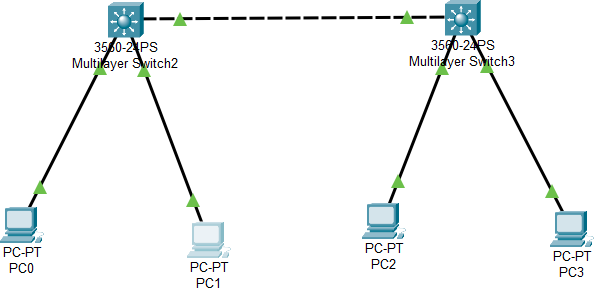 3560-24PS
Multilayer Switch2
3560-24PS
Multilayer Switch3
PC-PT
PC0
PC-PT
PC1
PC-PT
PC2
PC-PT
PC3